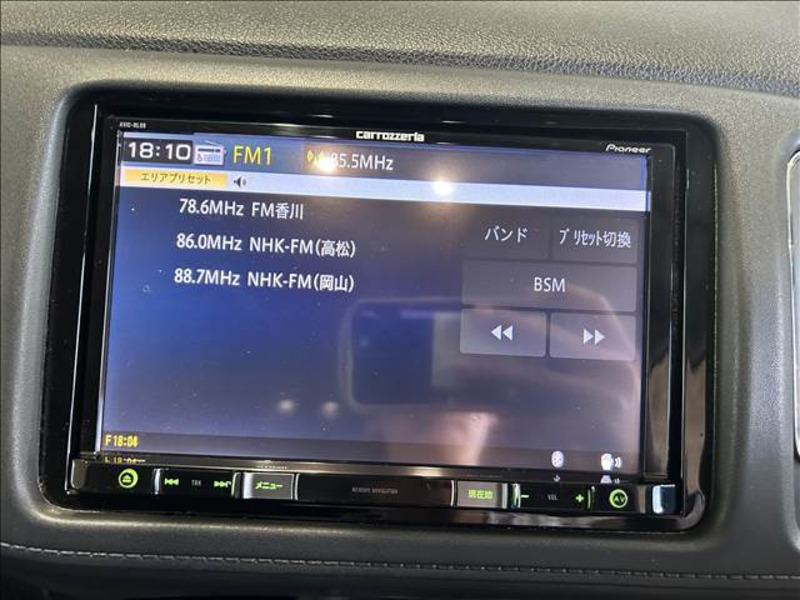 carrozzeria
Pioneer
18:10 FM1 85.5MHz
エリアプリセット
78.6MHz FM香川
86.0MHz NHK-FM(高松)
88.7MHz NHK-FM(岡山)
バンド プリセット切換
BSM
F 18:04
TRK メニュー 現在地 VOL AV